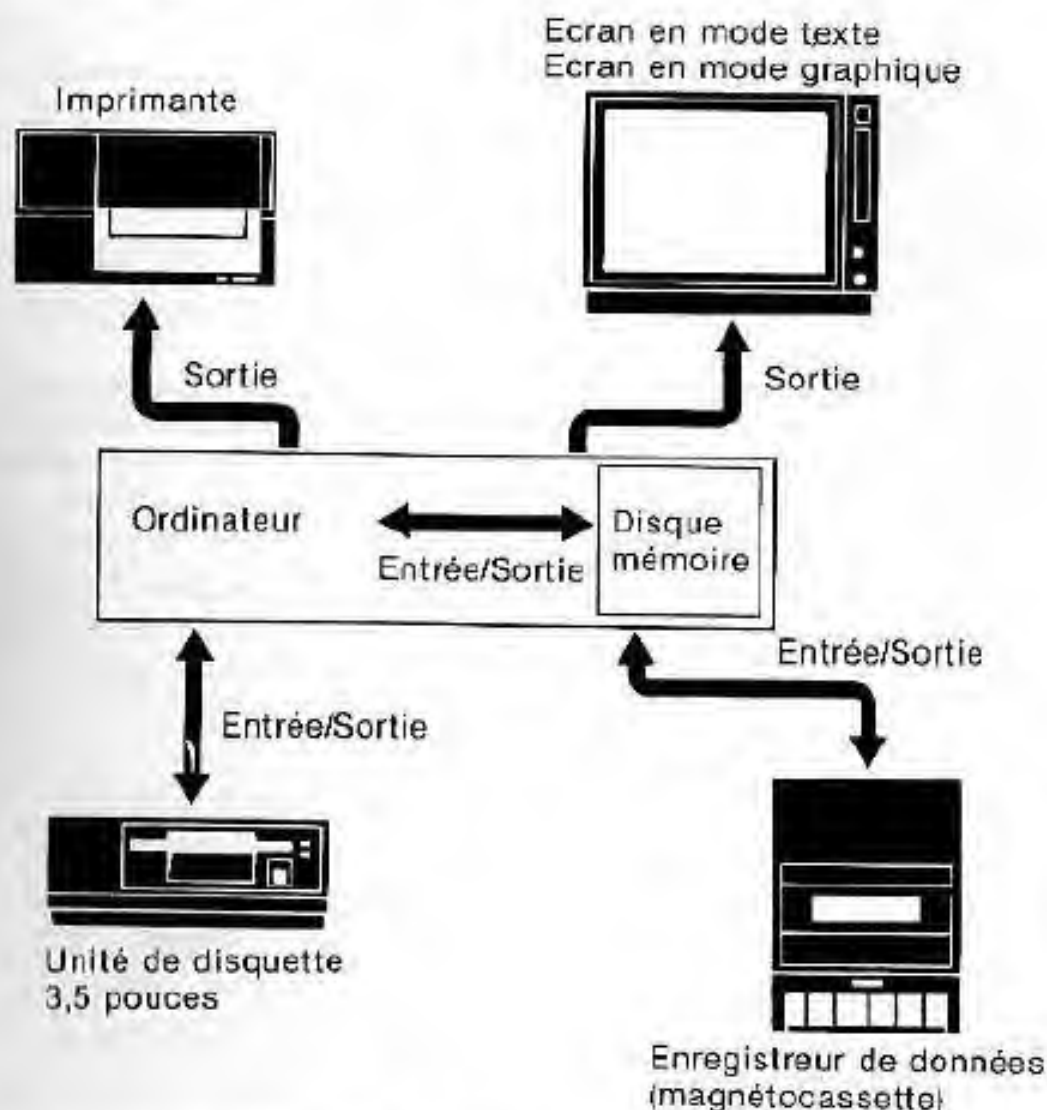 Ecran en mode texte
Ecran en mode graphique
Imprimante
Sortie
Sortie
Ordinateur
Disque
mémoire
Entrée/Sortie
Entrée/Sortie
Entrée/Sortie
Unité de disquette
3,5 pouces
Enregistreur de données
(magnétocassette)